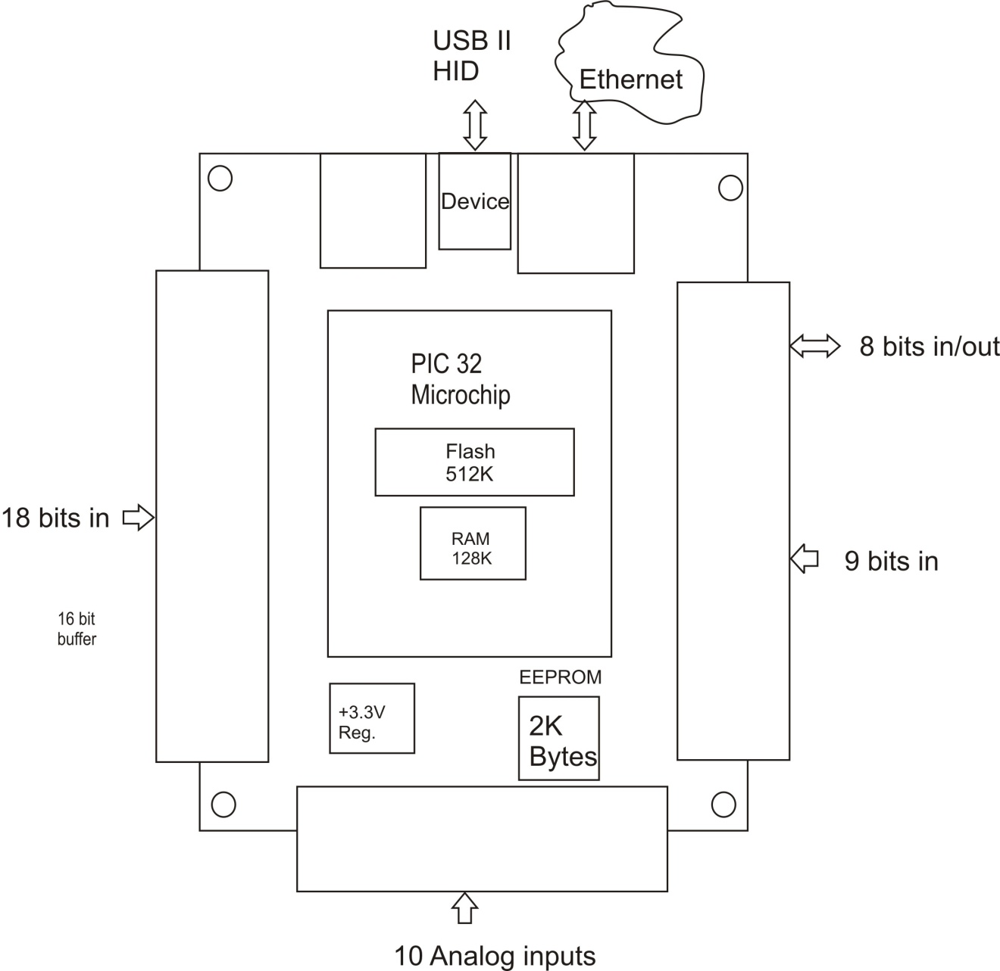 USB II
HID
Ethernet
Device
8 bits in/out
PIC 32
Microchip
Flash
512K
18 bits in
RAM
128K
9 bits in
16 bit
buffer
EEPROM
+3.3V
Reg.
2K
Bytes
10 Analog inputs